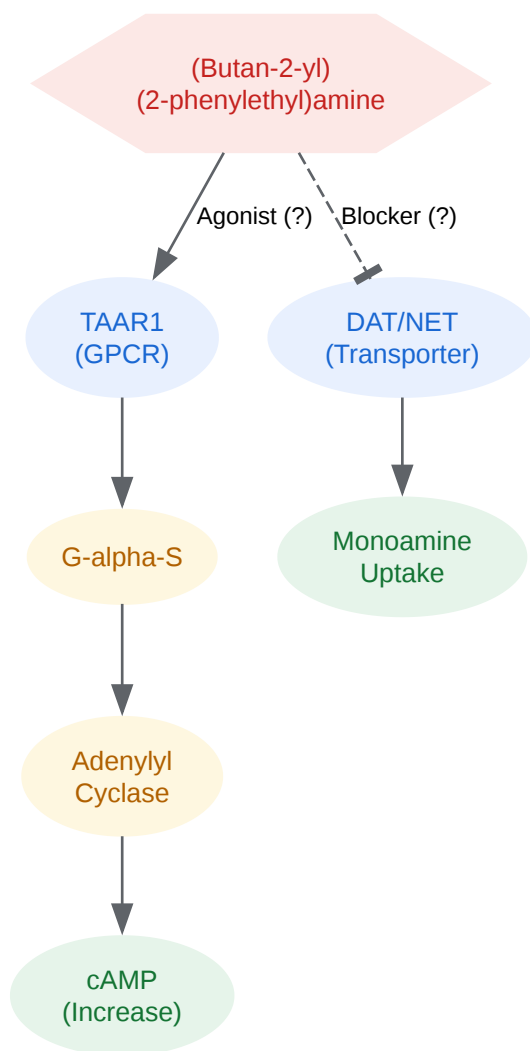 (Butan-2-yl)
(2-phenylethyl)amine
Agonist (?)
Blocker (?)
TAAR1
(GPCR)
DAT/NET
(Transporter)
G-alpha-S
Monoamine
Uptake
Adenylyl
Cyclase
cAMP
(Increase)